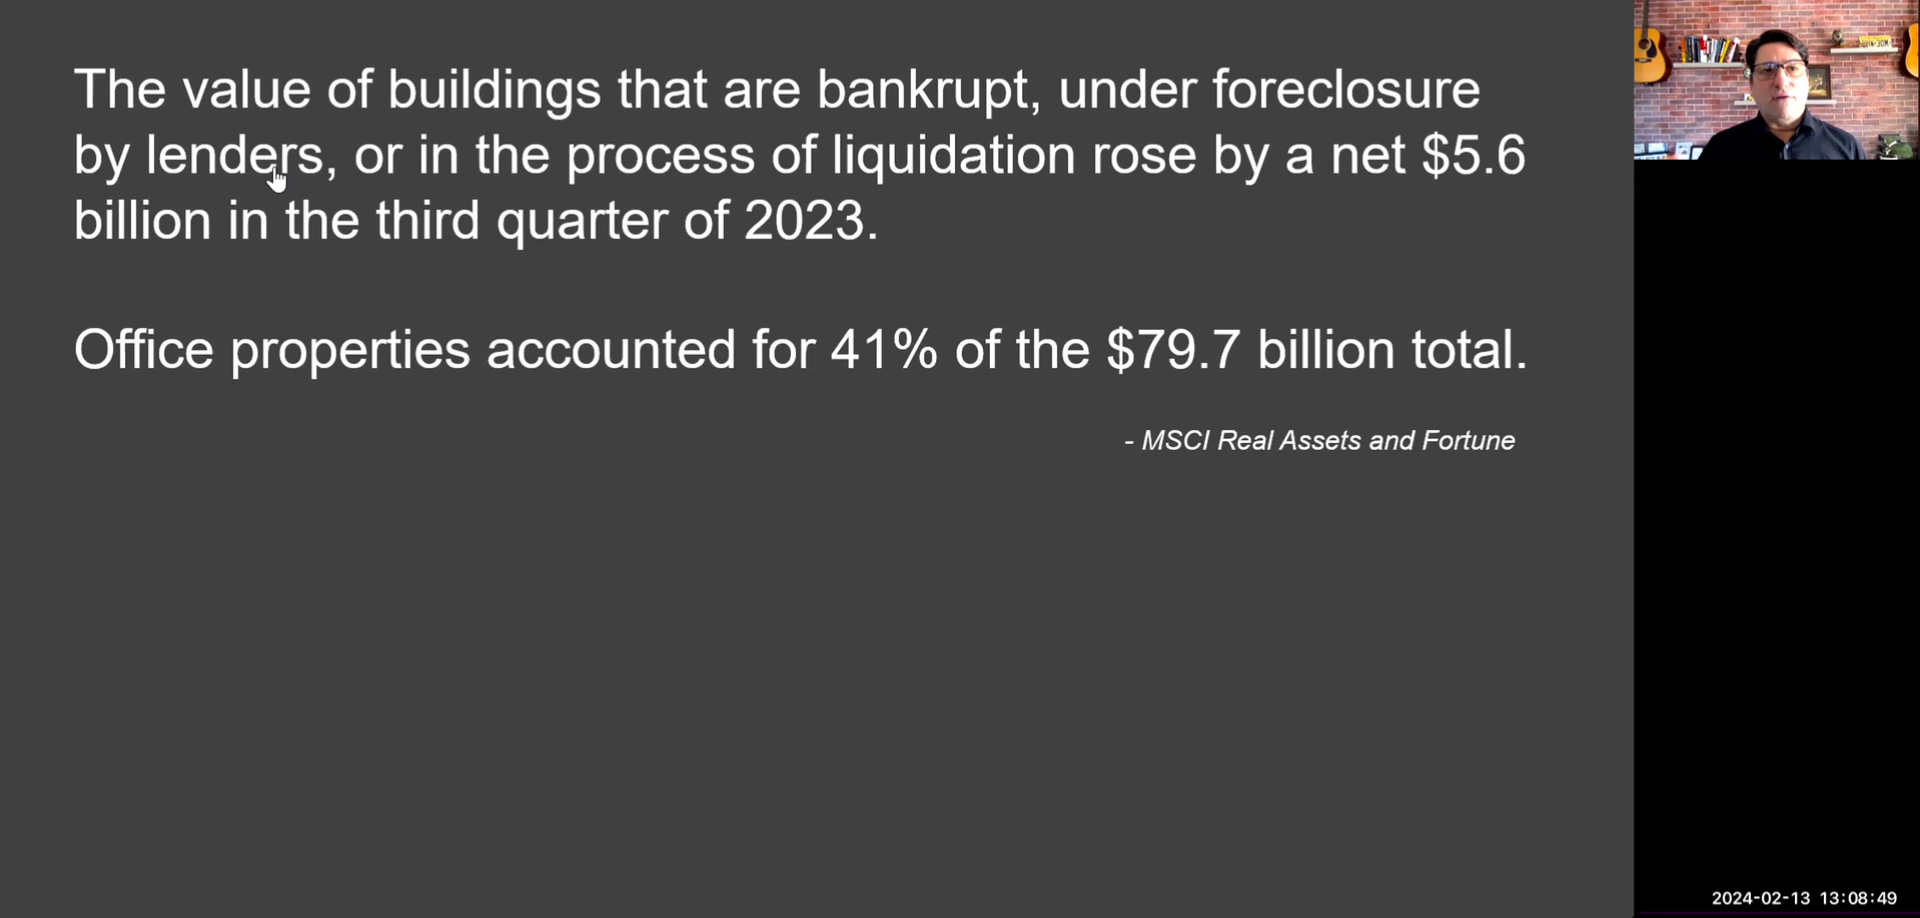 The value of buildings that are bankrupt, under foreclosure
by lenders, or in the process of liquidation rose by a net $5.6
billion in the third quarter of 2023.
Office properties accounted for 41% of the $79.7 billion total.
- MSCI Real Assets and Fortune
2024-02-13 13:08:49